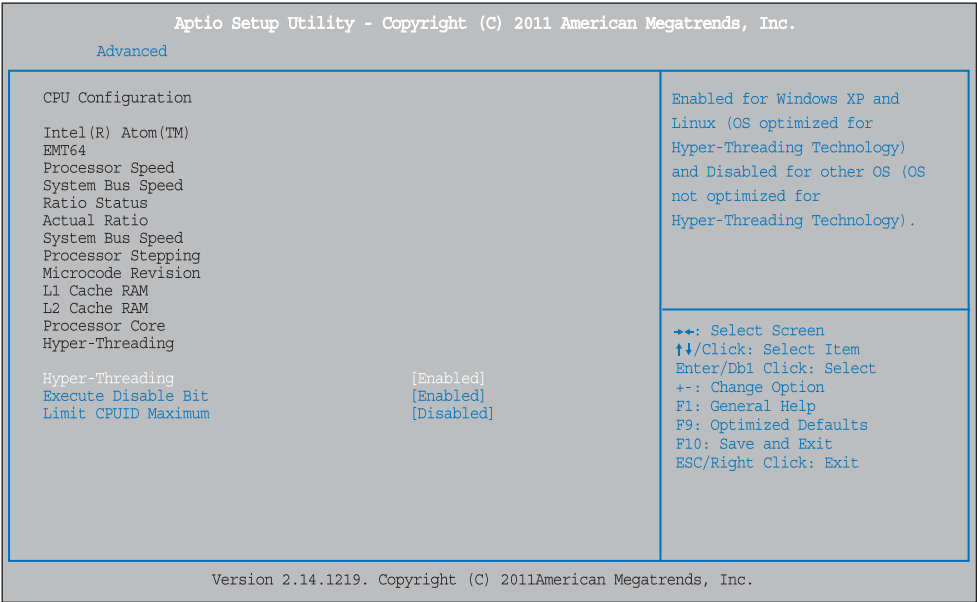 Aptio Setup Utility - Copyright (C) 2011 American Megatrends, Inc.
Advanced
CPU Configuration
Intel(R) Atom(TM)
EMT64
Processor Speed
System Bus Speed
Ratio Status
Actual Ratio
System Bus Speed
Processor Stepping
Microcode Revision
L1 Cache RAM
L2 Cache RAM
Processor Core
Hyper-Threading
Hyper-Threading [Enabled]
Execute Disable Bit [Enabled]
Limit CPUID Maximum [Disabled]
Enabled for Windows XP and
Linux (OS optimized for
Hyper-Threading Technology)
and Disabled for other OS (OS
not optimized for
Hyper-Threading Technology).
→←: Select Screen
↑↓/Click: Select Item
Enter/Db1 Click: Select
+-: Change Option
F1: General Help
F9: Optimized Defaults
F10: Save and Exit
ESC/Right Click: Exit
Version 2.14.1219. Copyright (C) 2011American Megatrends, Inc.